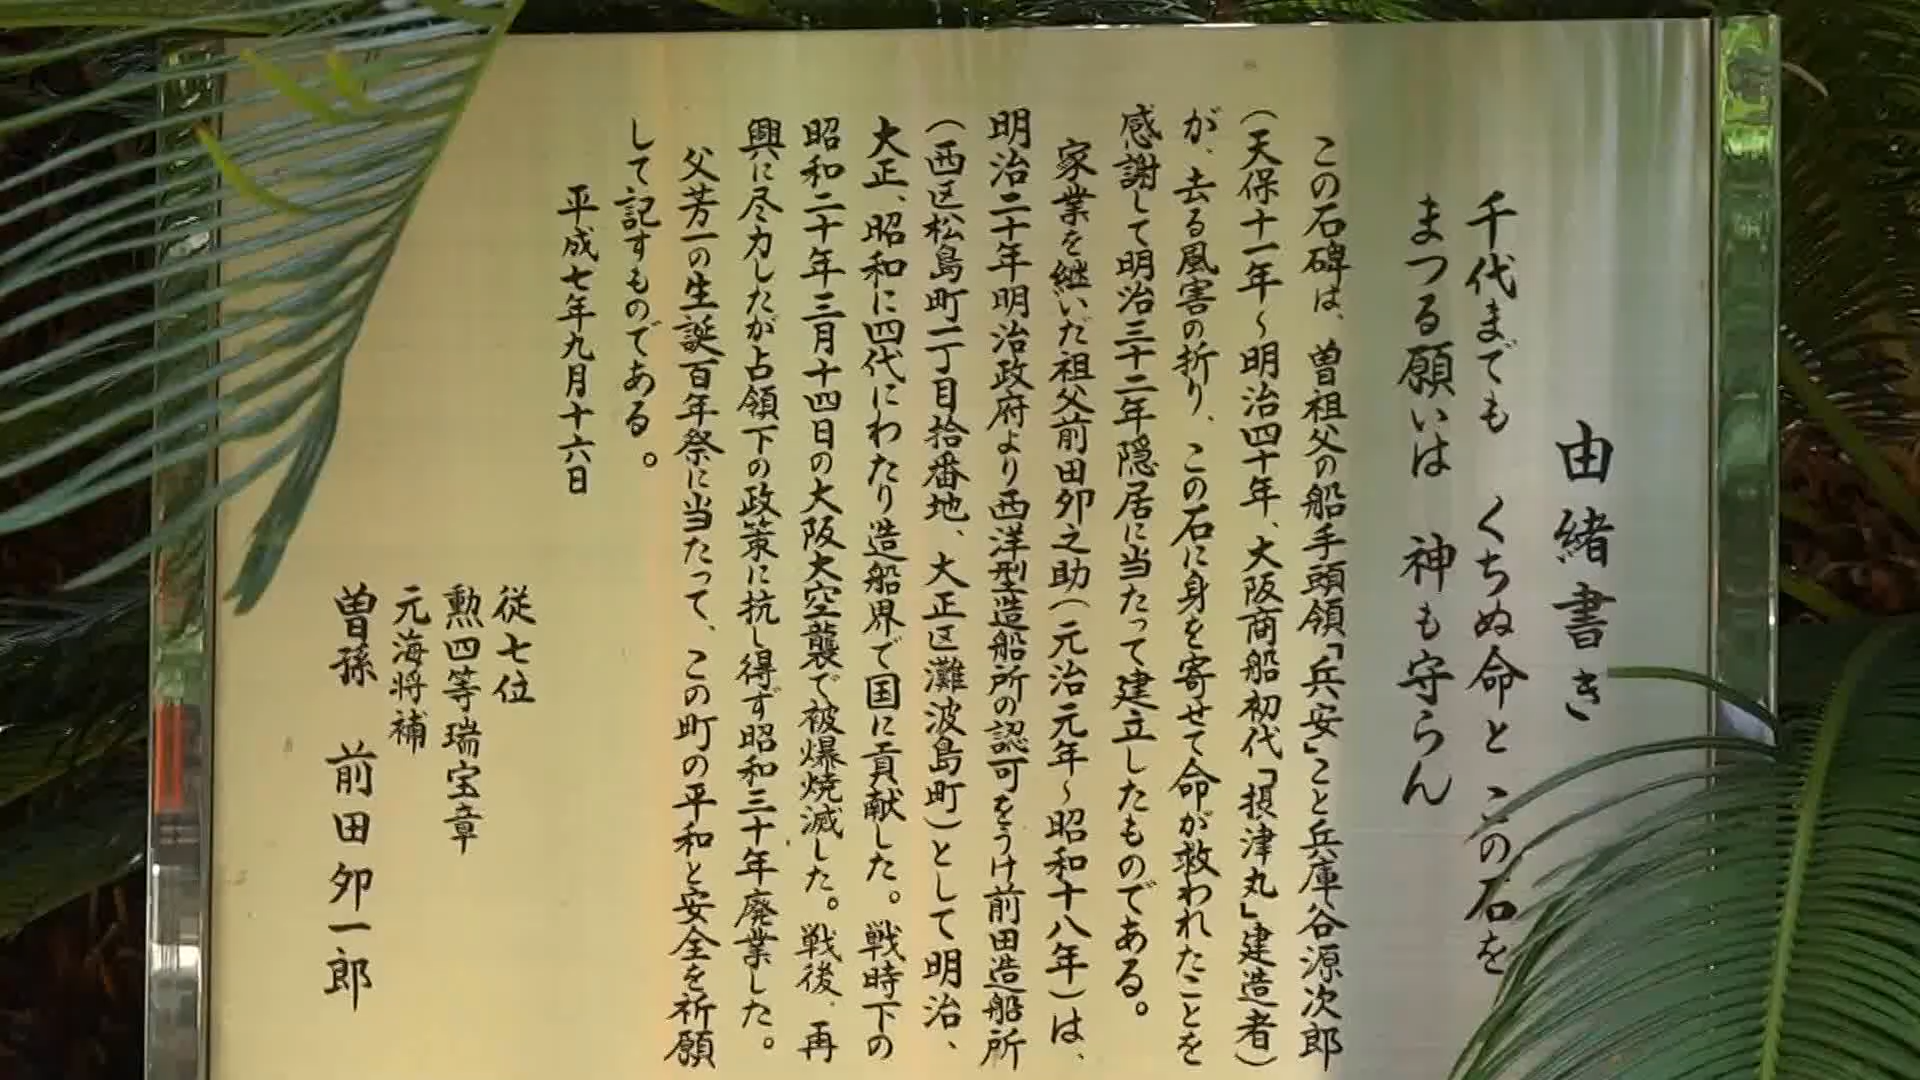 由緒書き
千代までも くちぬ命と この石を
まつる願いは 神も守らん
この石碑は、曽祖父の船手頭領「兵安」こと兵庫谷源次郎
（天保十一年～明治四十年、大阪商船初代「摂津丸」建造者）
が、去る風害の折り、この石に身を寄せて命が救われたことを
感謝して明治三十二年隠居に当たって建立したものである。
家業を継いだ祖父前田卯之助（元治元年～昭和十八年）は、
明治二十年明治政府より西洋型造船所の認可をうけ前田造船所
（西区松島町一丁目拾番地、大正区灘波島町）として明治、
大正、昭和に四代にわたり造船界で国に貢献した。戦時下の
昭和二十年三月十四日の大阪大空襲で被爆焼滅した。戦後、再
興に尽力したが占領下の政策に抗し得ず昭和三十年廃業した。
父芳一の生誕百年祭に当たって、この町の平和と安全を祈願
して記すものである。
平成七年九月十六日
従七位
勲四等瑞宝章
元海将補
曽孫 前田卯一郎